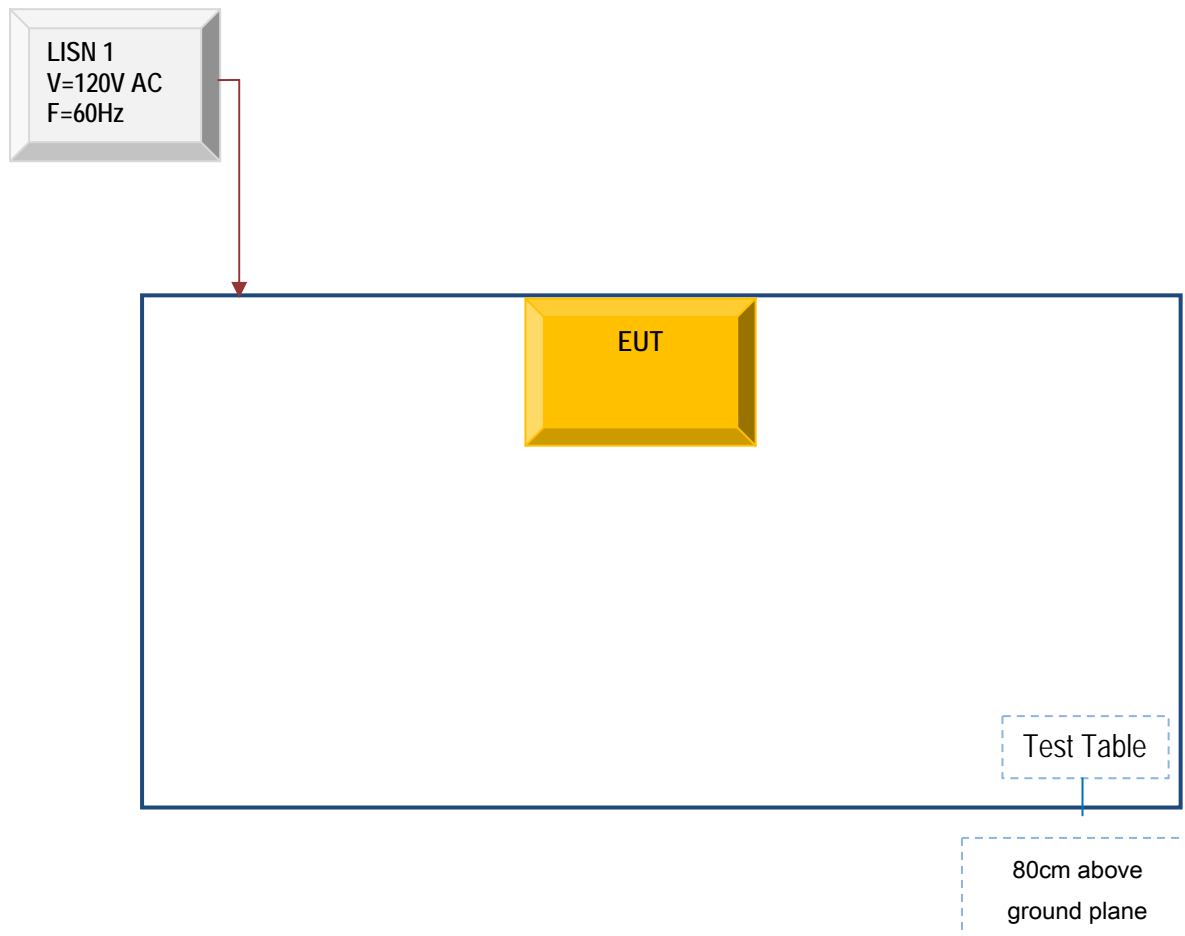 LISN 1
V=120V AC
F=60Hz
EUT
Test Table
80cm above
ground plane